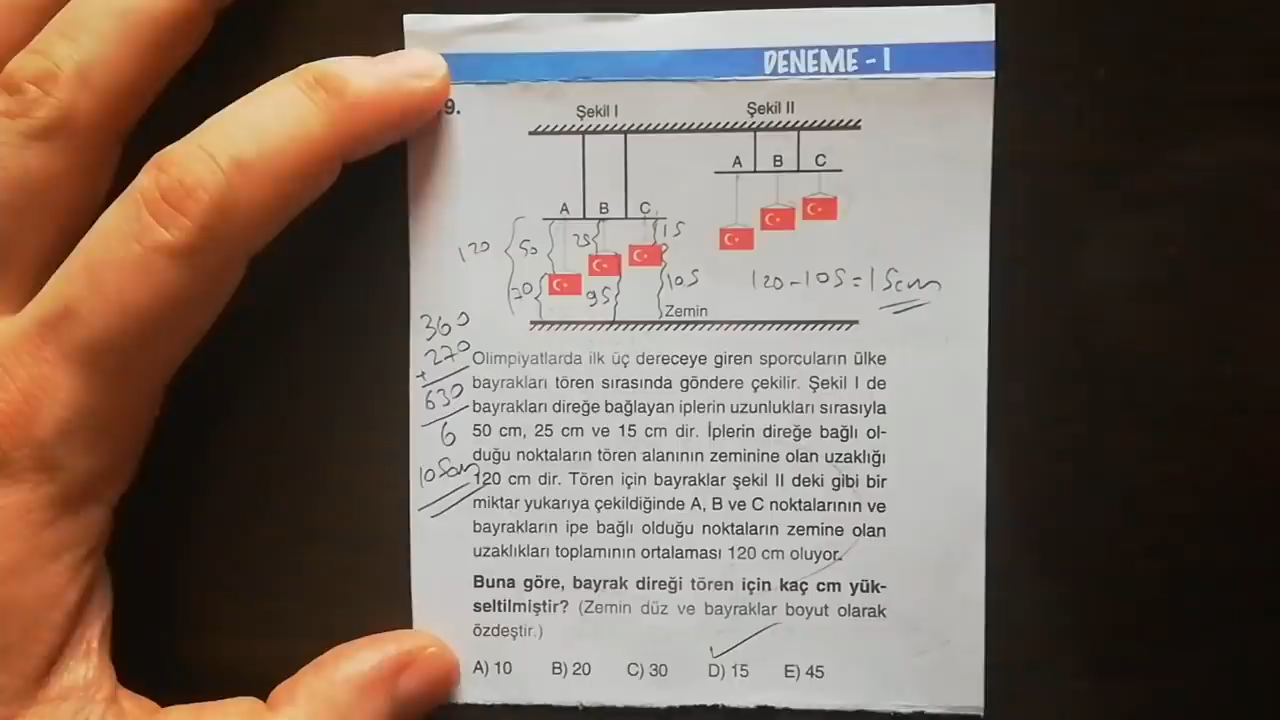 DENEME - I
9.
Şekil I
Şekil II
A B C
A B C
120
50
25
15
70
95
105
120-105=15cm
Zemin
360
+270
630
6
105cm
Olimpiyatlarda ilk üç dereceye giren sporcuların ülke
bayrakları tören sırasında göndere çekilir. Şekil I de
bayrakları direğe bağlayan iplerin uzunlukları sırasıyla
50 cm, 25 cm ve 15 cm dir. İplerin direğe bağlı ol-
duğu noktaların tören alanının zeminine olan uzaklığı
120 cm dir. Tören için bayraklar şekil II deki gibi bir
miktar yukarıya çekildiğinde A, B ve C noktalarının ve
bayrakların ipe bağlı olduğu noktaların zemine olan
uzaklıkları toplamının ortalaması 120 cm oluyor.
Buna göre, bayrak direği tören için kaç cm yük-
seltilmiştir? (Zemin düz ve bayraklar boyut olarak
özdeştir.)
A) 10 B) 20 C) 30 D) 15 E) 45